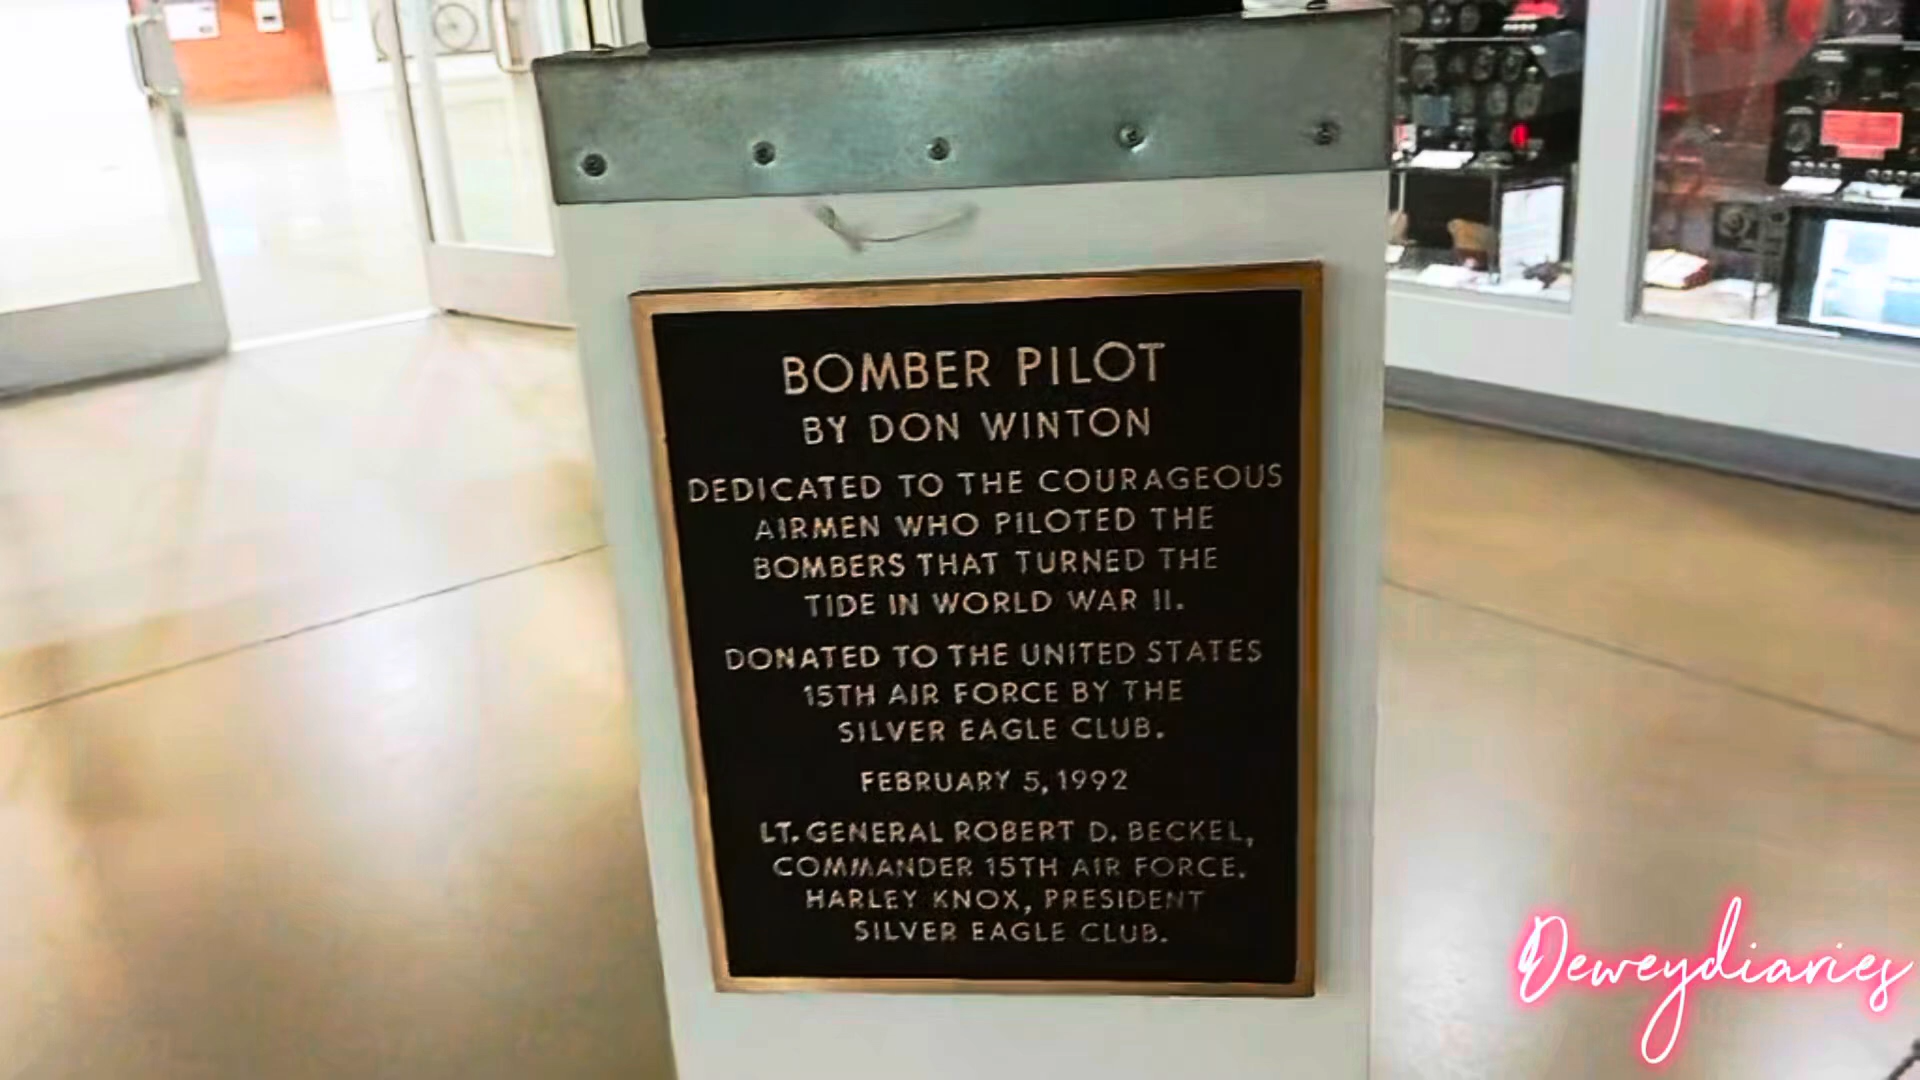 BOMBER PILOT
BY DON WINTON
DEDICATED TO THE COURAGEOUS
AIRMEN WHO PILOTED THE
BOMBERS THAT TURNED THE
TIDE IN WORLD WAR II.
DONATED TO THE UNITED STATES
15TH AIR FORCE BY THE
SILVER EAGLE CLUB.
FEBRUARY 5, 1992
LT. GENERAL ROBERT D. BECKEL,
COMMANDER 15TH AIR FORCE.
HARLEY KNOX, PRESIDENT
SILVER EAGLE CLUB.
Deweydiaries